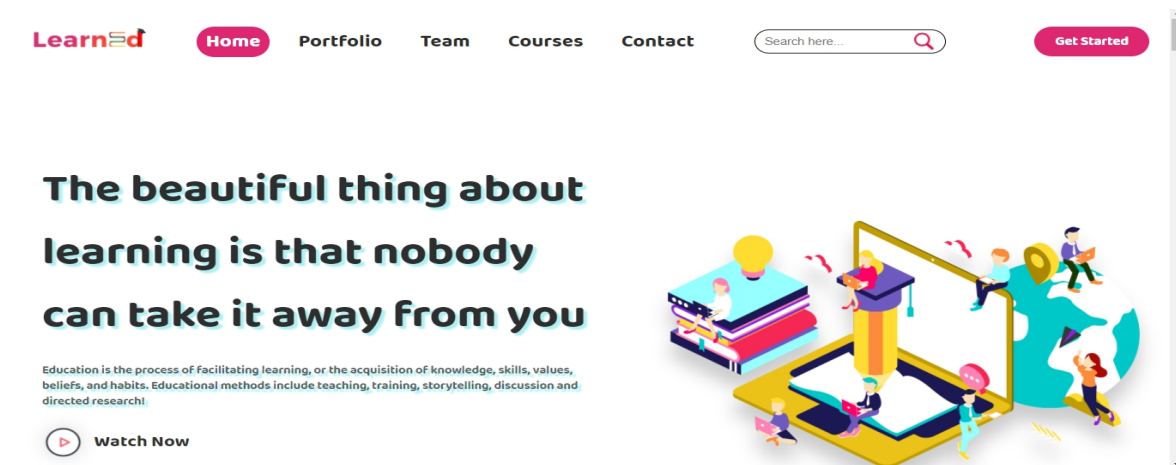 LearnEd
Home Portfolio Team Courses Contact Search here... Get Started
The beautiful thing about
learning is that nobody
can take it away from you
Education is the process of facilitating learning, or the acquisition of knowledge, skills, values,
beliefs, and habits. Educational methods include teaching, training, storytelling, discussion and
directed research!
Watch Now